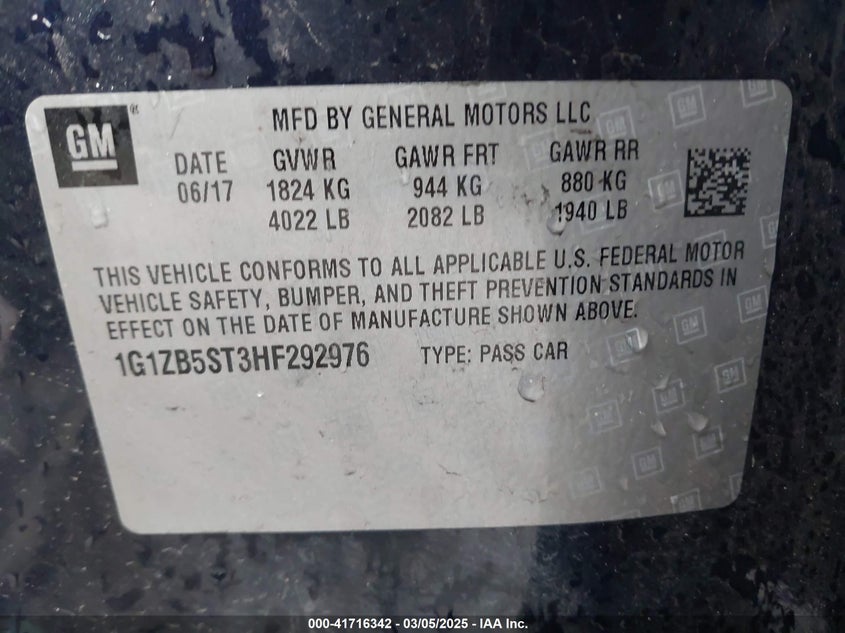 GM®
MFD BY GENERAL MOTORS LLC
DATE GVWR GAWR FRT GAWR RR
06/17 1824 KG 944 KG 880 KG
4022 LB 2082 LB 1940 LB
THIS VEHICLE CONFORMS TO ALL APPLICABLE U.S. FEDERAL MOTOR
VEHICLE SAFETY, BUMPER, AND THEFT PREVENTION STANDARDS IN
EFFECT ON THE DATE OF MANUFACTURE SHOWN ABOVE.
1G1ZB5ST3HF292976 TYPE: PASS CAR
000-41716342 — 03/05/2025 — IAA Inc.